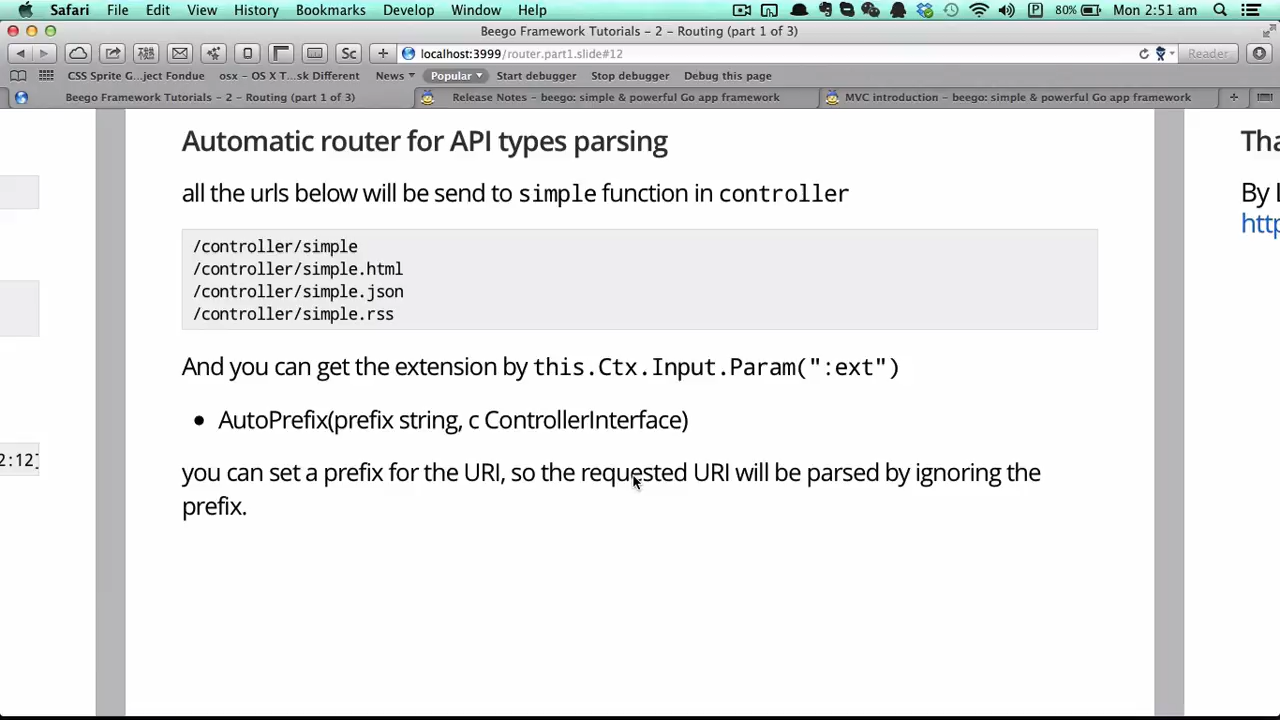 Safari File Edit View History Bookmarks Develop Window Help 80% Mon 2:51 am
Beego Framework Tutorials – 2 – Routing (part 1 of 3)
Sc localhost:3999/router.part1.slide#12 Reader
CSS Sprite G...ject Fondue osx - OS X T...sk Different News Popular Start debugger Stop debugger Debug this page
Beego Framework Tutorials – 2 – Routing (part 1 of 3) Release Notes – beego: simple & powerful Go app framework MVC introduction – beego: simple & powerful Go app framework
Automatic router for API types parsing
all the urls below will be send to simple function in controller
/controller/simple
/controller/simple.html
/controller/simple.json
/controller/simple.rss
And you can get the extension by this.Ctx.Input.Param(":ext")
• AutoPrefix(prefix string, c ControllerInterface)
you can set a prefix for the URI, so the requested URI will be parsed by ignoring the
prefix.
2:12]
Tha
By
http